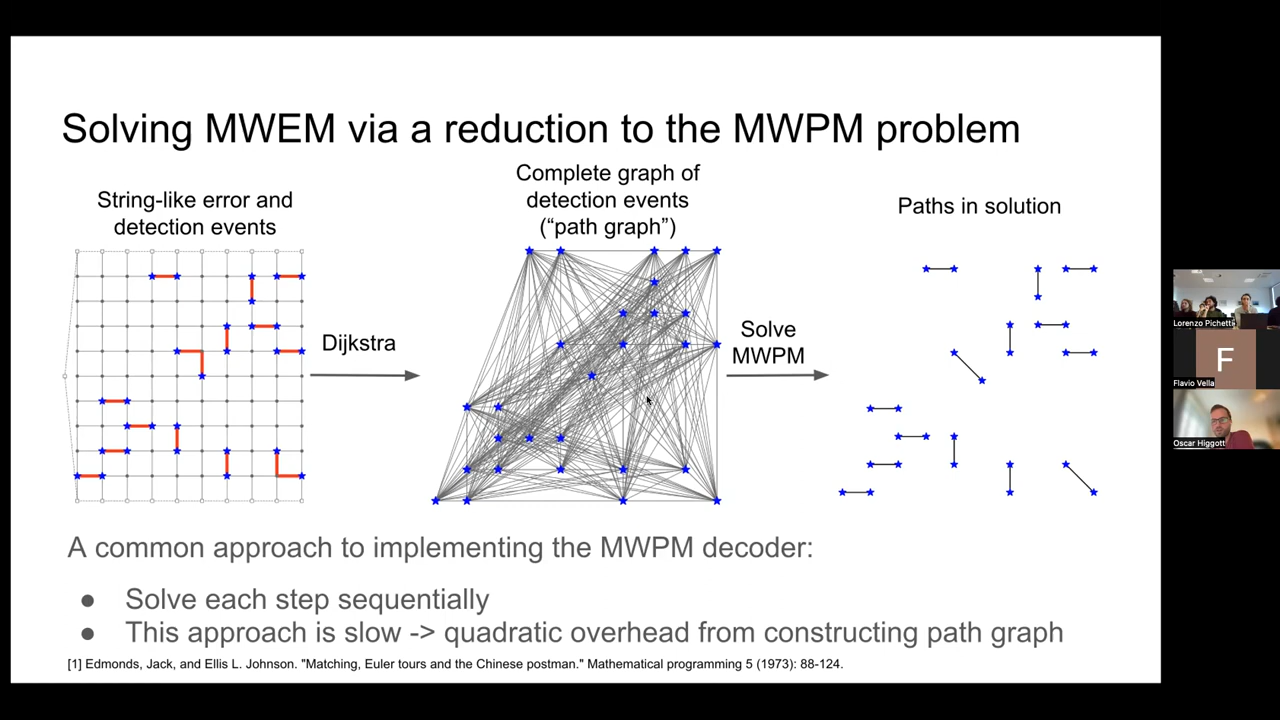 Solving MWEM via a reduction to the MWPM problem
String-like error and
detection events
Complete graph of
detection events
(“path graph”)
Paths in solution
Dijkstra
Solve
MWPM
A common approach to implementing the MWPM decoder:
● Solve each step sequentially
● This approach is slow -> quadratic overhead from constructing path graph
[1] Edmonds, Jack, and Ellis L. Johnson. "Matching, Euler tours and the Chinese postman." Mathematical programming 5 (1973): 88-124.
Lorenzo Pichetti
F
Flavio Vella
Oscar Higgott